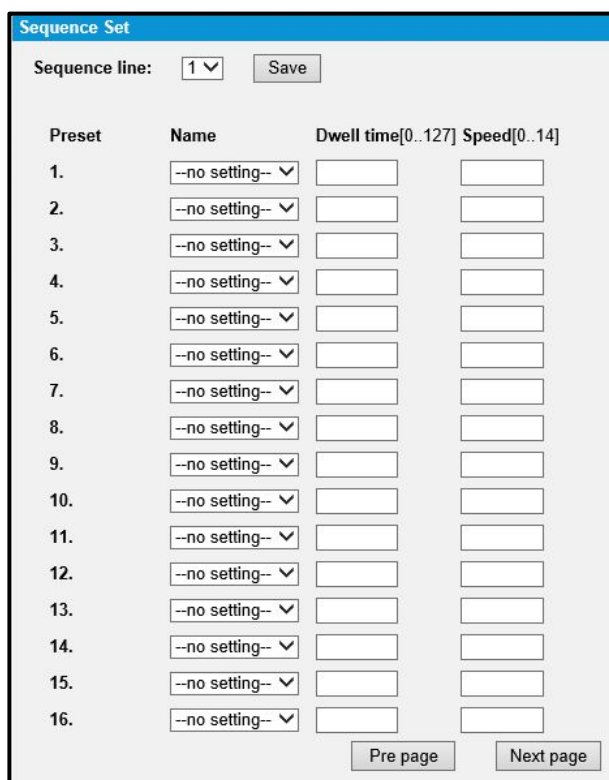 Sequence Set
Sequence line: 1 Save
Preset Name Dwell time[0..127] Speed[0..14]
1. --no setting--
2. --no setting--
3. --no setting--
4. --no setting--
5. --no setting--
6. --no setting--
7. --no setting--
8. --no setting--
9. --no setting--
10. --no setting--
11. --no setting--
12. --no setting--
13. --no setting--
14. --no setting--
15. --no setting--
16. --no setting--
Pre page Next page